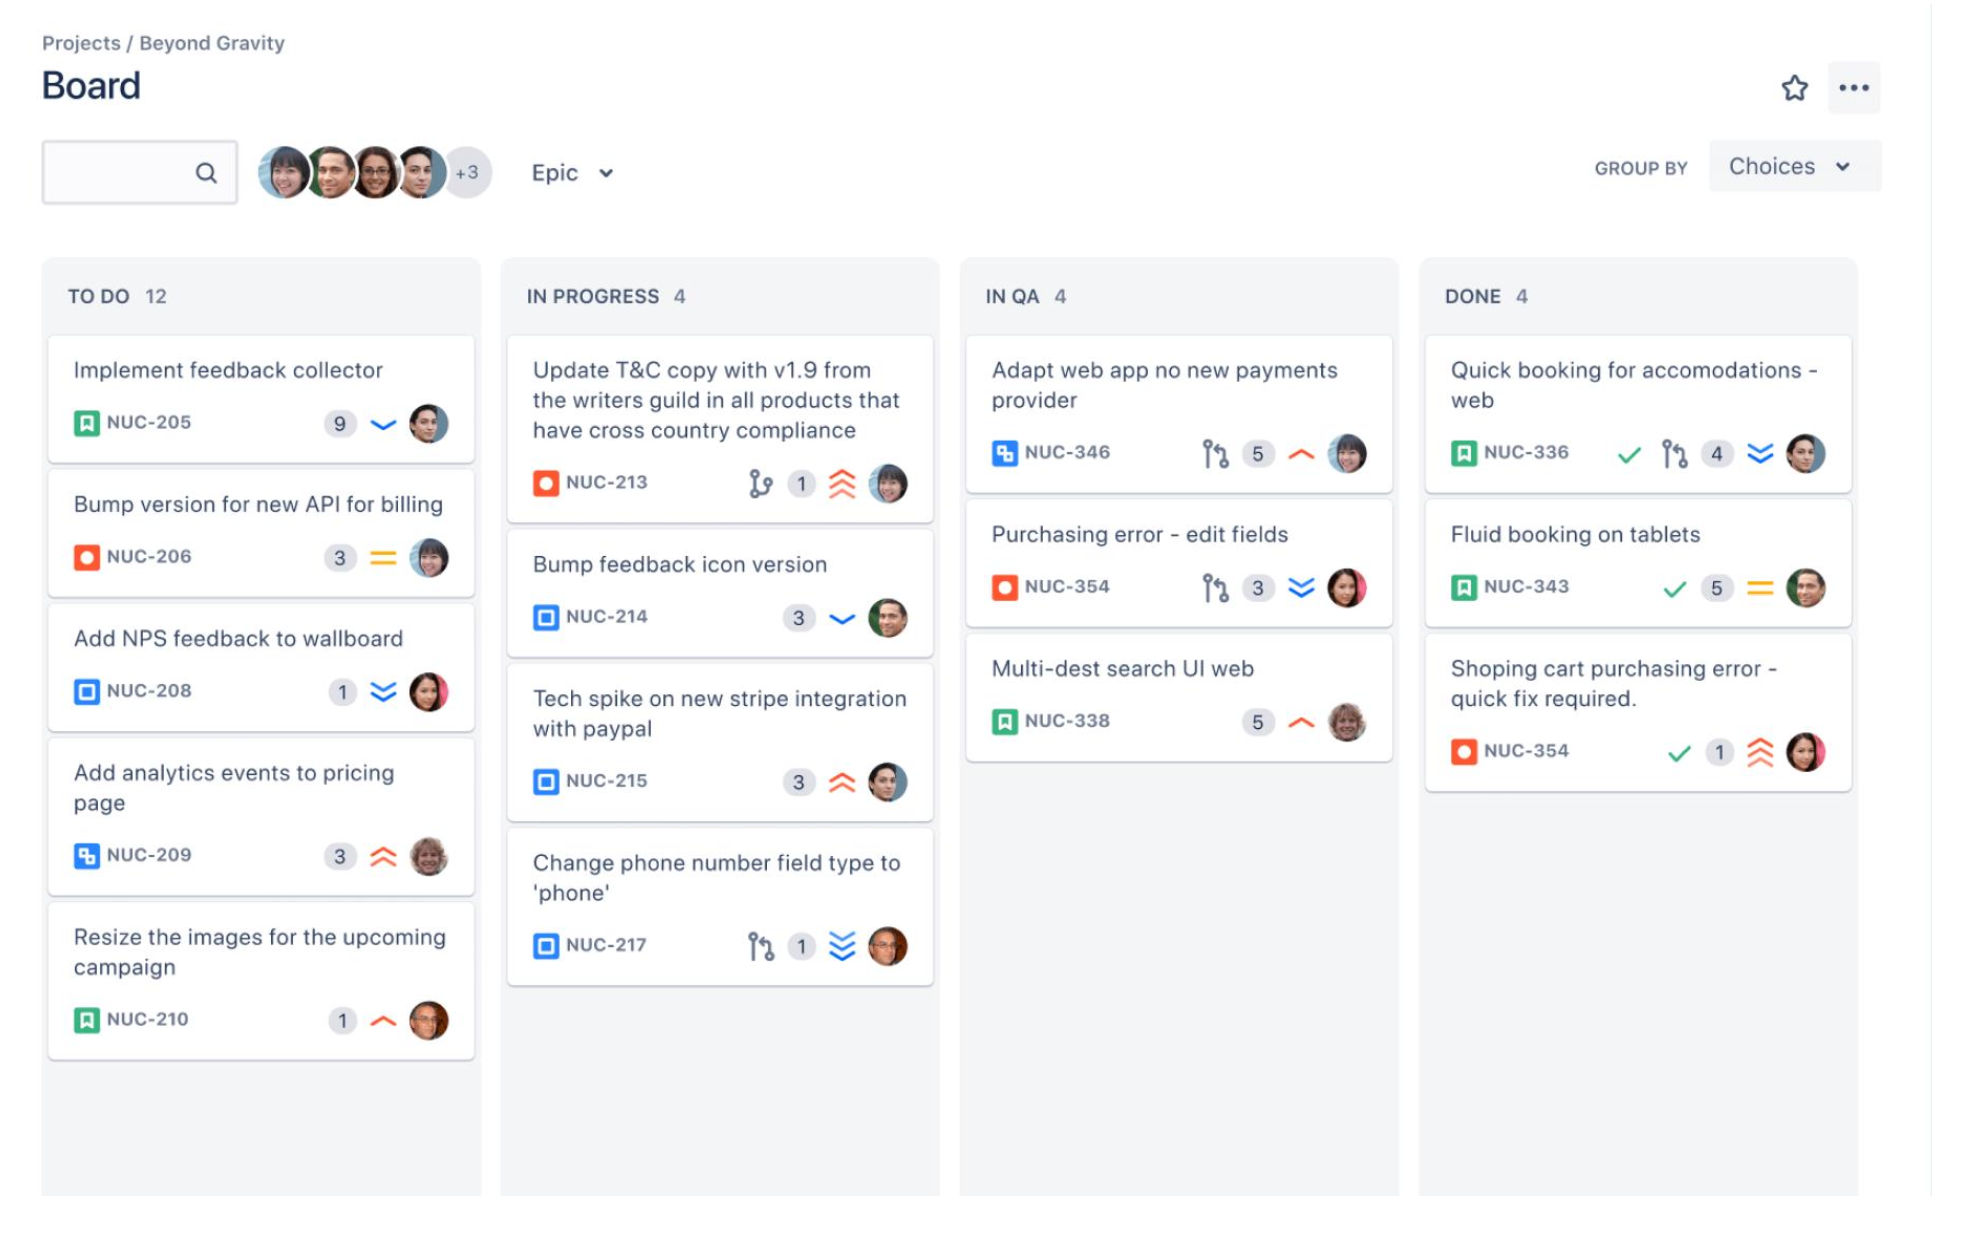 Projects / Beyond Gravity
Board
+3
Epic
GROUP BY
Choices
TO DO 12
Implement feedback collector
NUC-205
9
Bump version for new API for billing
NUC-206
3
Add NPS feedback to wallboard
NUC-208
1
Add analytics events to pricing
page
NUC-209
3
Resize the images for the upcoming
campaign
NUC-210
1
IN PROGRESS 4
Update T&C copy with v1.9 from
the writers guild in all products that
have cross country compliance
NUC-213
1
Bump feedback icon version
NUC-214
3
Tech spike on new stripe integration
with paypal
NUC-215
3
Change phone number field type to
'phone'
NUC-217
1
IN QA 4
Adapt web app no new payments
provider
NUC-346
5
Purchasing error - edit fields
NUC-354
3
Multi-dest search UI web
NUC-338
5
DONE 4
Quick booking for accomodations -
web
NUC-336
4
Fluid booking on tablets
NUC-343
5
Shoping cart purchasing error -
quick fix required.
NUC-354
1